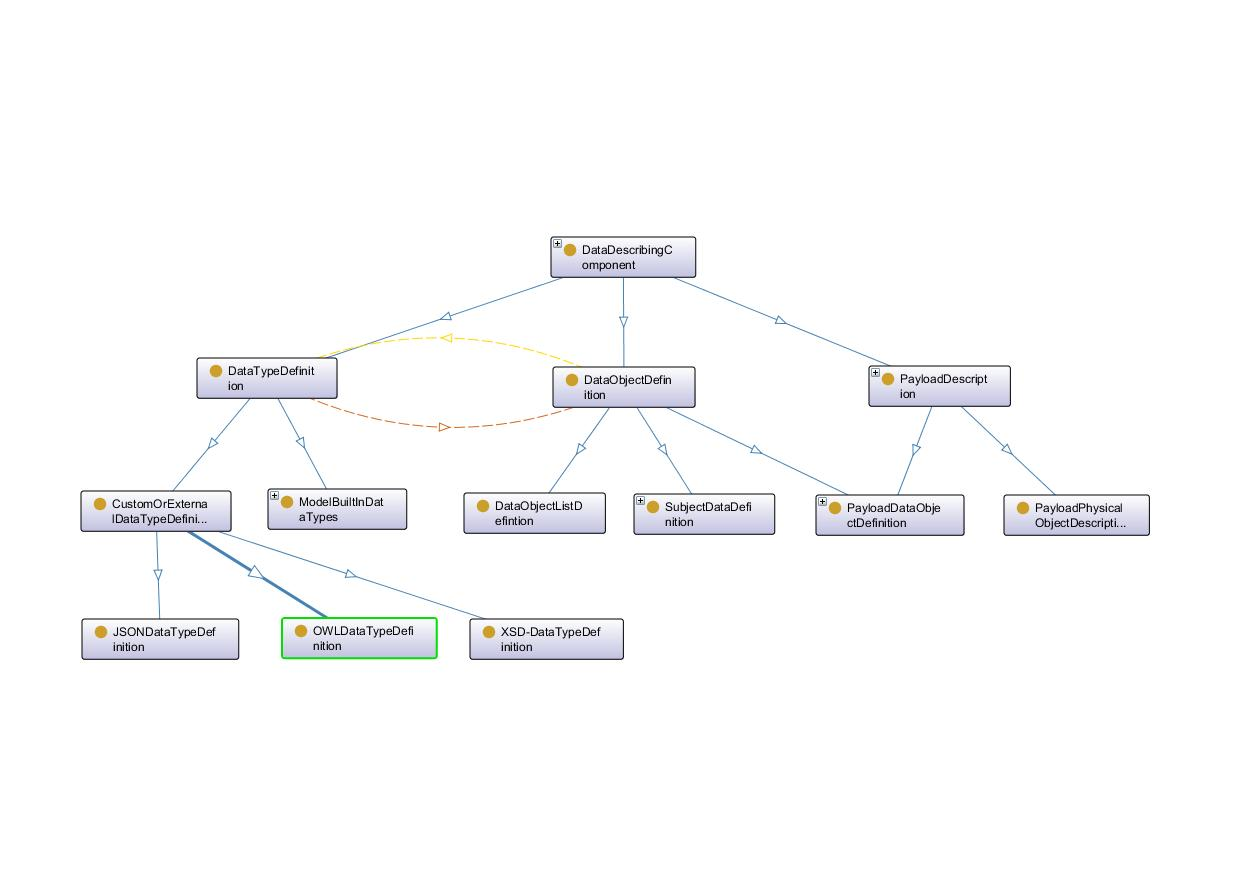 DataDescribingC
omponent
DataTypeDefinit
ion
DataObjectDefin
ition
PayloadDescript
ion
CustomOrExterna
lDataTypeDefini...
ModelBuiltInDat
aTypes
DataObjectListD
efintion
SubjectDataDefi
nition
PayloadDataObje
ctDefinition
PayloadPhysical
ObjectDescripti...
JSONDataTypeDef
inition
OWLDataTypeDefi
nition
XSD-DataTypeDef
inition